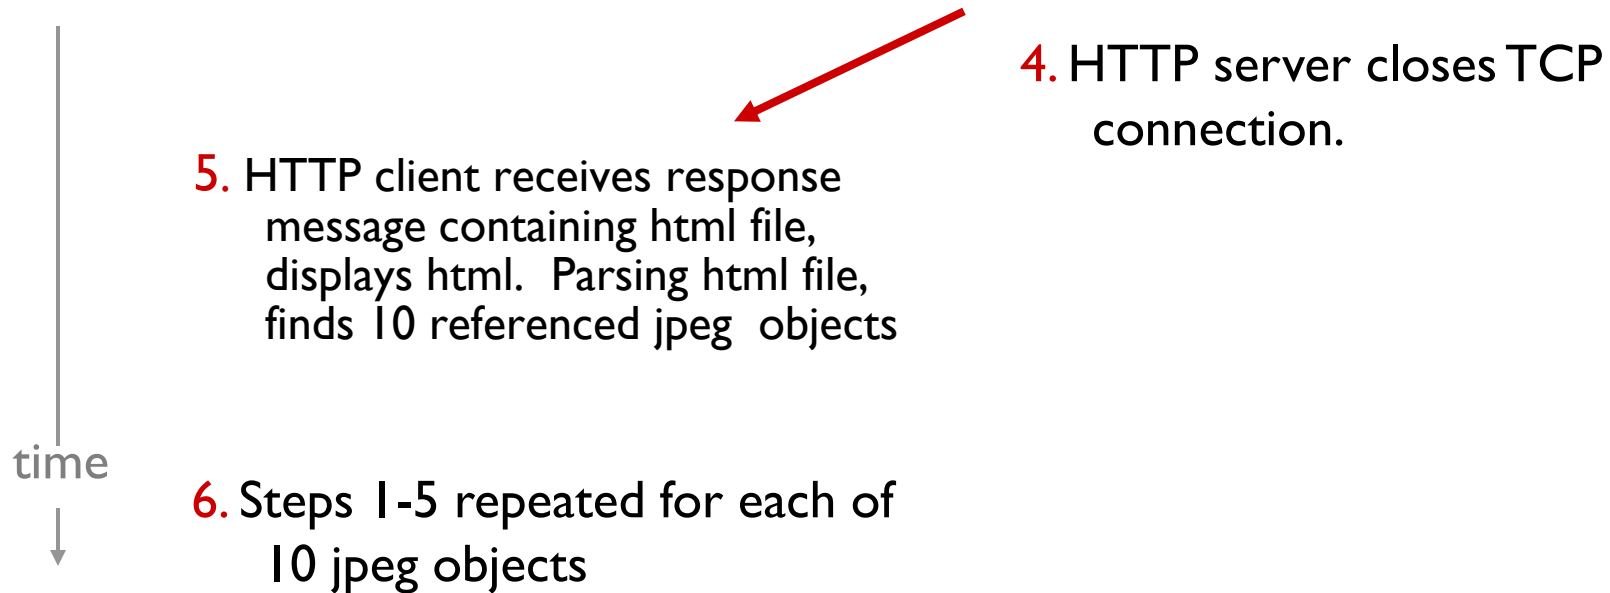 4. HTTP server closes TCP
connection.
5. HTTP client receives response
message containing html file,
displays html.  Parsing html file,
finds 10 referenced jpeg  objects
time
6. Steps 1-5 repeated for each of
10 jpeg objects